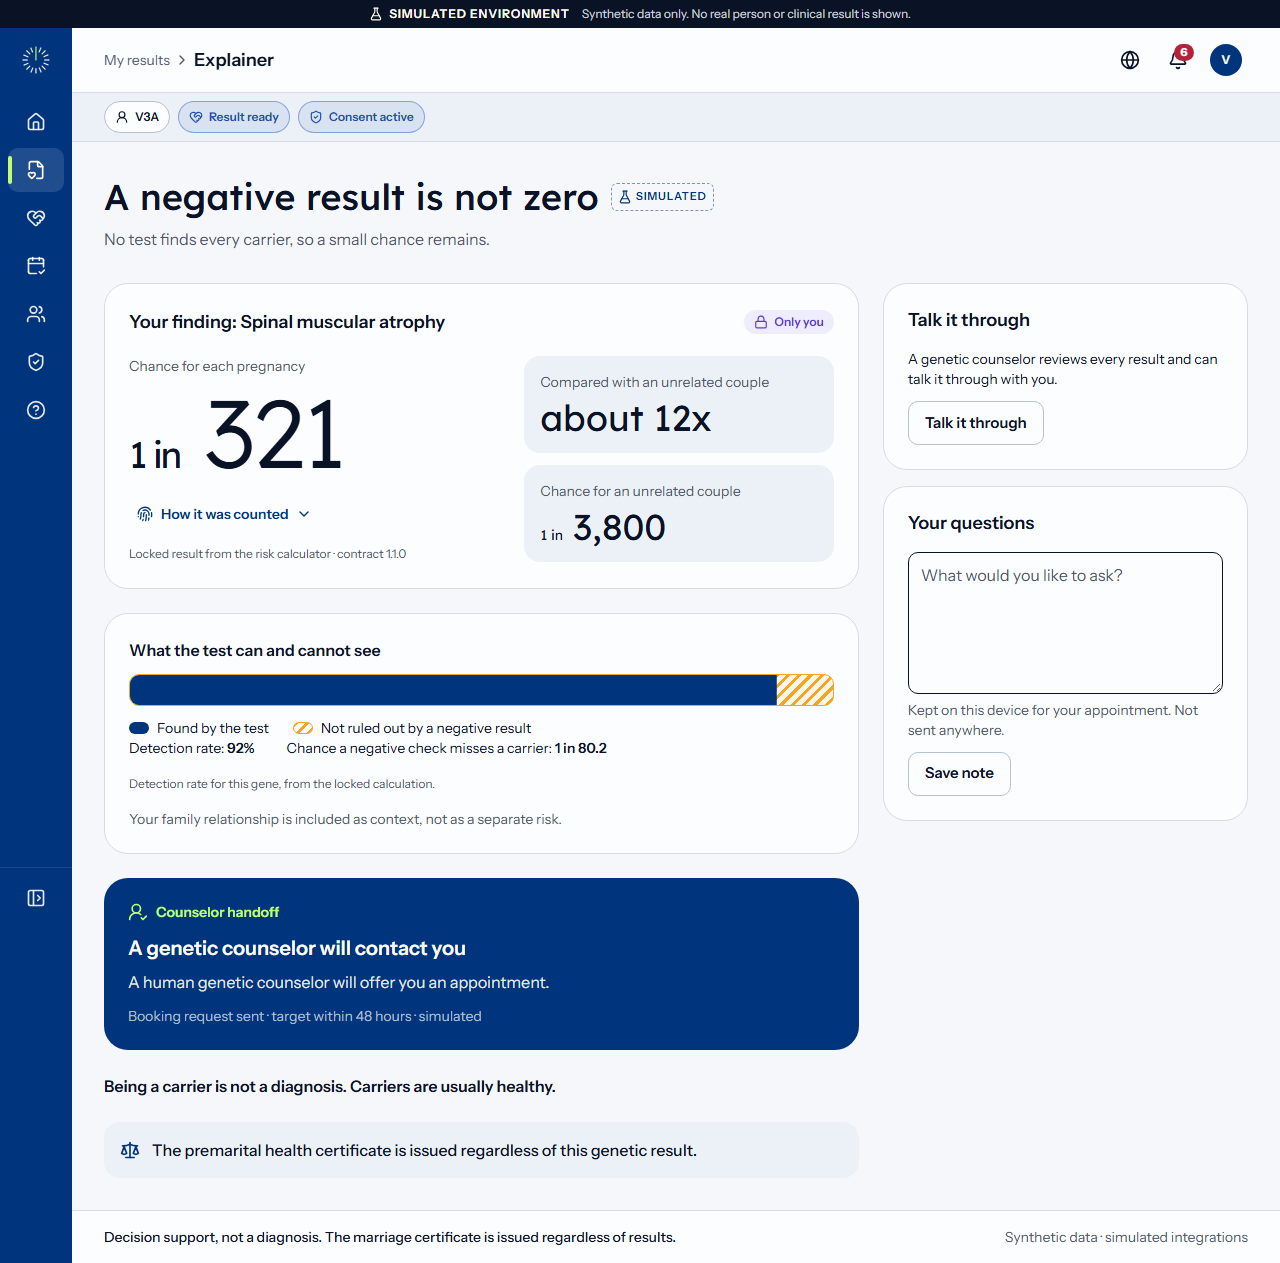 SIMULATED ENVIRONMENT Synthetic data only. No real person or clinical result is shown.
My results > Explainer
6
V
V3A
Result ready
Consent active
A negative result is not zero
SIMULATED
No test finds every carrier, so a small chance remains.
Your finding: Spinal muscular atrophy
Only you
Chance for each pregnancy
1 in 321
How it was counted
Locked result from the risk calculator · contract 1.1.0
Compared with an unrelated couple
about 12x
Chance for an unrelated couple
1 in 3,800
Talk it through
A genetic counselor reviews every result and can
talk it through with you.
Talk it through
Your questions
What would you like to ask?
Kept on this device for your appointment. Not
sent anywhere.
Save note
What the test can and cannot see
Found by the test
Not ruled out by a negative result
Detection rate: 92%
Chance a negative check misses a carrier: 1 in 80.2
Detection rate for this gene, from the locked calculation.
Your family relationship is included as context, not as a separate risk.
Counselor handoff
A genetic counselor will contact you
A human genetic counselor will offer you an appointment.
Booking request sent · target within 48 hours · simulated
Being a carrier is not a diagnosis. Carriers are usually healthy.
The premarital health certificate is issued regardless of this genetic result.
Decision support, not a diagnosis. The marriage certificate is issued regardless of results.
Synthetic data · simulated integrations